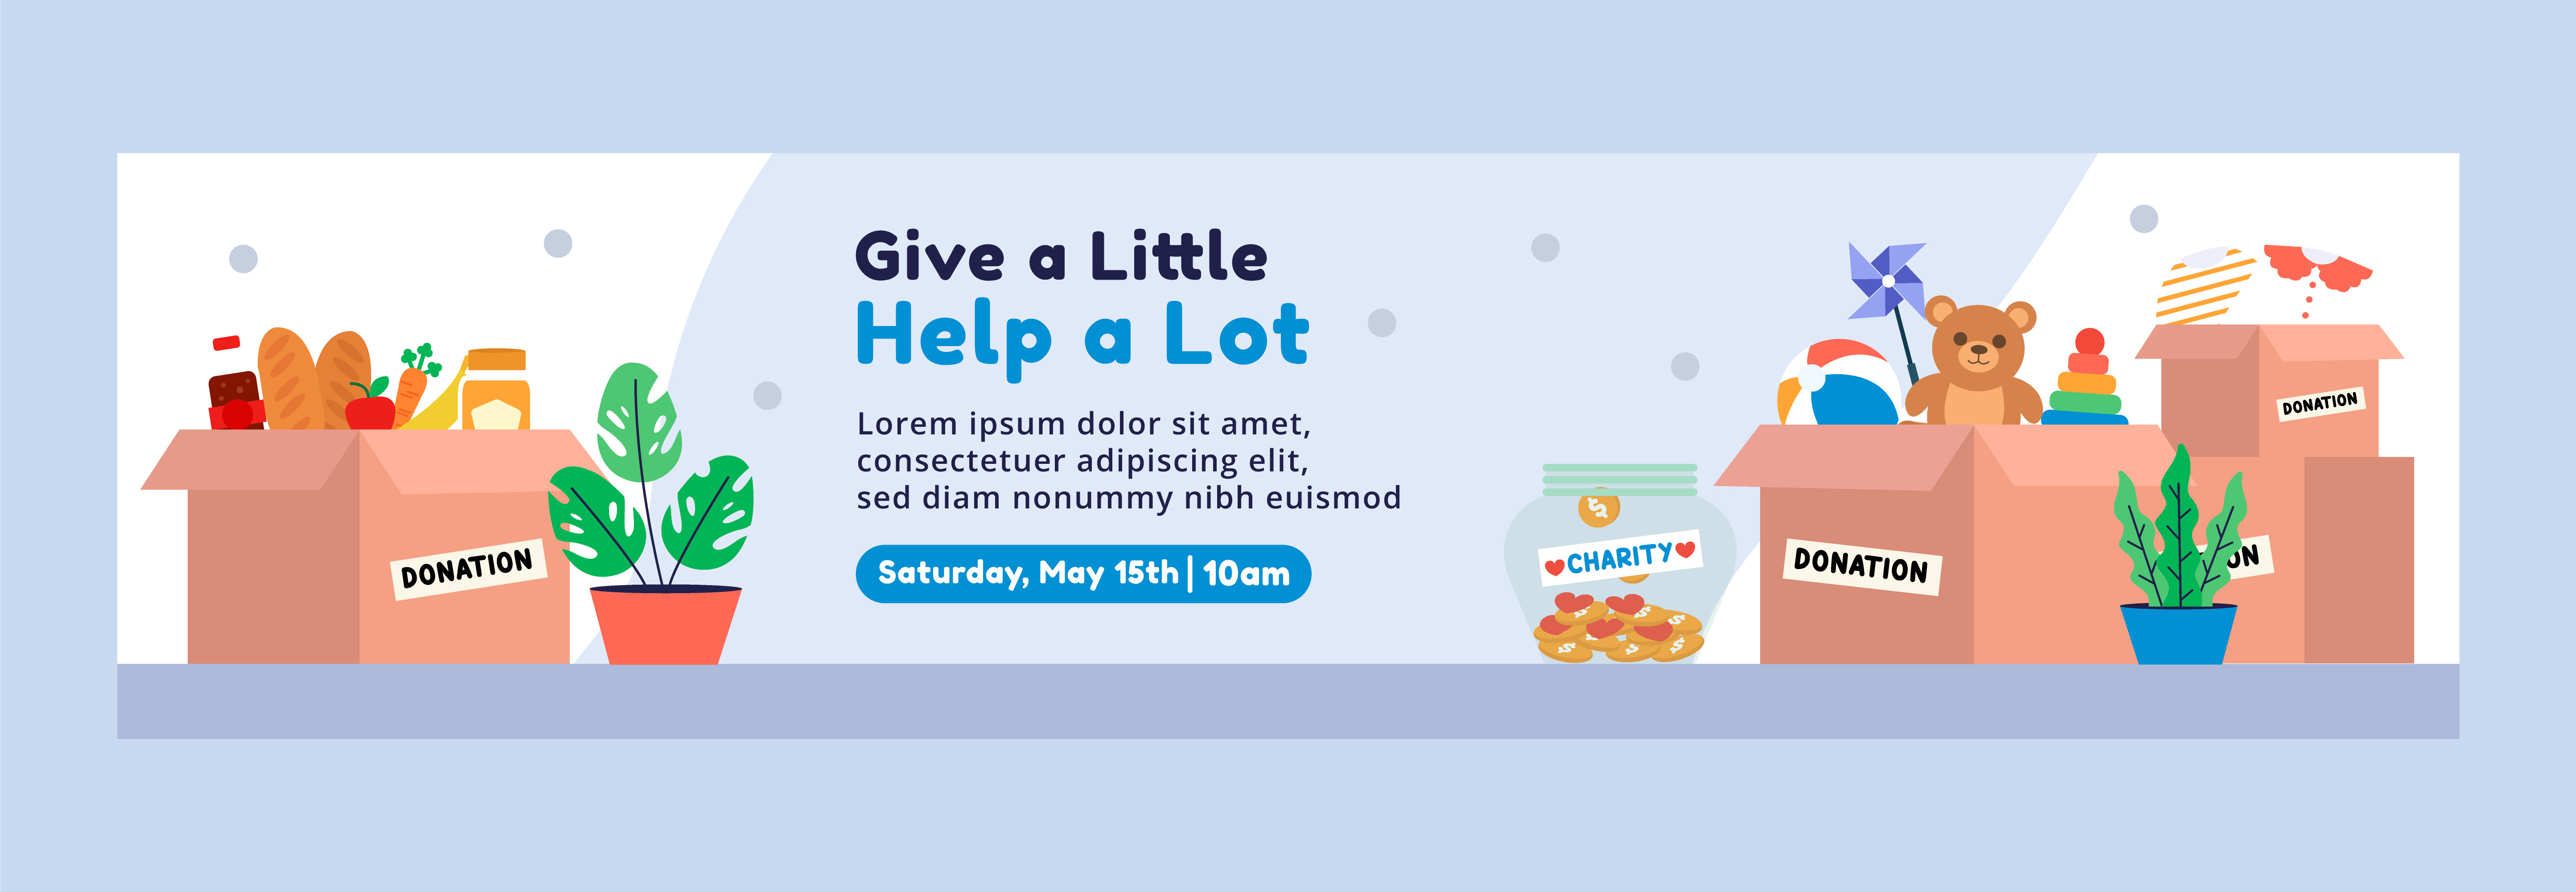 Give a Little
Help a Lot
Lorem ipsum dolor sit amet,
consectetuer adipiscing elit,
sed diam nonummy nibh euismod
Saturday, May 15th | 10am
DONATION
CHARITY
DONATION
DONATION